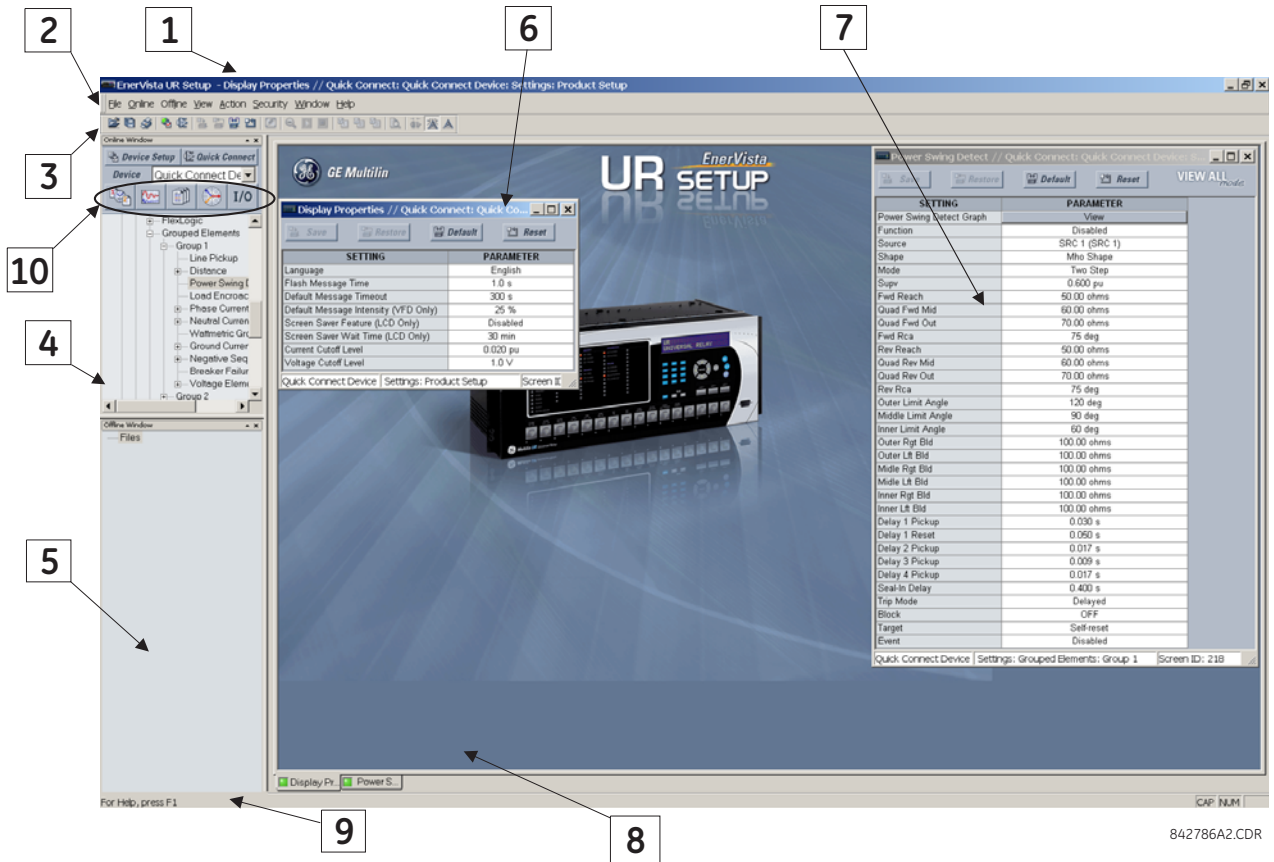 2
1
6
7
EnerVista UR Setup - Display Properties // Quick Connect: Quick Connect Device: Settings: Product Setup
File Online Offline View Action Security Window Help
3
Online Window
Device Setup Quick Connect
Device Quick Connect De
I/O
10
FlexLogic
Grouped Elements
Group 1
Line Pickup
Distance
Power Swing
Load Encroac
Phase Current
Neutral Curren
Wattmetric Gro
Ground Currer
Negative Seq
Breaker Failur
Voltage Eleme
Group 2
4
Offline Window
Files
5
GE Multilin
EnerVista
UR SETUP
Display Properties // Quick Connect: Quick Co...
Save Restore Default Reset
SETTING PARAMETER
Language English
Flash Message Time 1.0 s
Default Message Timeout 300 s
Default Message Intensity (VFD Only) 25 %
Screen Saver Feature (LCD Only) Disabled
Screen Saver Wait Time (LCD Only) 30 min
Current Cutoff Level 0.020 pu
Voltage Cutoff Level 1.0 V
Quick Connect Device Settings: Product Setup Screen
UNIVERSAL RELAY
Power Swing Detect // Quick Connect: Quick Connect Device:
Save Restore Default Reset VIEW ALL mode
SETTING PARAMETER
Power Swing Detect Graph View
Function Disabled
Source SRC 1 (SRC 1)
Shape Mho Shape
Mode Two Step
Supv 0.600 pu
Fwd Reach 50.00 ohms
Quad Fwd Mid 60.00 ohms
Quad Fwd Out 70.00 ohms
Fwd Rca 75 deg
Rev Reach 50.00 ohms
Quad Rev Mid 60.00 ohms
Quad Rev Out 70.00 ohms
Rev Rca 75 deg
Outer Limit Angle 120 deg
Middle Limit Angle 90 deg
Inner Limit Angle 60 deg
Outer Rgt Bld 100.00 ohms
Outer Lft Bld 100.00 ohms
Midle Rgt Bld 100.00 ohms
Midle Lft Bld 100.00 ohms
Inner Rgt Bld 100.00 ohms
Inner Lft Bld 100.00 ohms
Delay 1 Pickup 0.030 s
Delay 1 Reset 0.050 s
Delay 2 Pickup 0.017 s
Delay 3 Pickup 0.009 s
Delay 4 Pickup 0.017 s
Seal-In Delay 0.400 s
Trip Mode Delayed
Block OFF
Target Self-reset
Event Disabled
Quick Connect Device Settings: Grouped Elements: Group 1 Screen ID: 218
Display Pr... Power S...
For Help, press F1
CAP NUM
9
8
842786A2.CDR